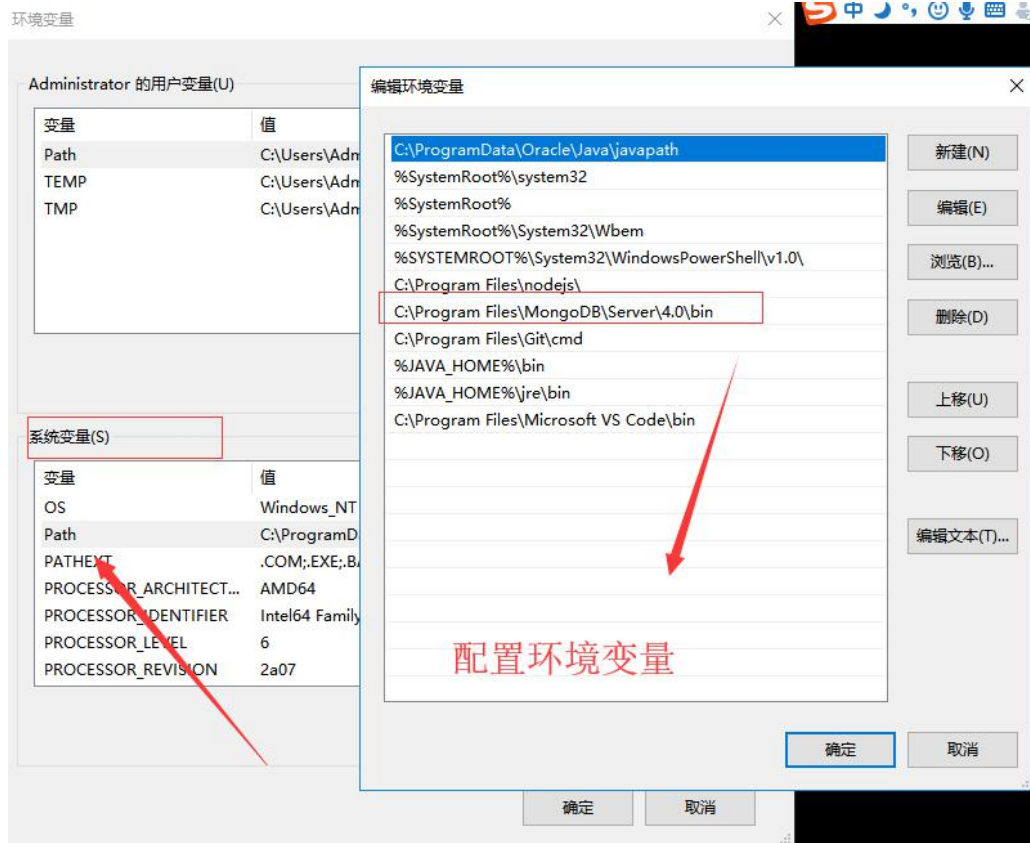 环境变量
中
Administrator 的用户变量(U)
变量 值
Path C:\Users\Adm
TEMP C:\Users\Adm
TMP C:\Users\Adm
系统变量(S)
变量 值
OS Windows_NT
Path C:\ProgramD
PATHEXT .COM;.EXE;.BA
PROCESSOR_ARCHITECT... AMD64
PROCESSOR_IDENTIFIER Intel64 Family
PROCESSOR_LEVEL 6
PROCESSOR_REVISION 2a07
确定 取消
编辑环境变量
C:\ProgramData\Oracle\Java\javapath
%SystemRoot%\system32
%SystemRoot%
%SystemRoot%\System32\Wbem
%SYSTEMROOT%\System32\WindowsPowerShell\v1.0\
C:\Program Files\nodejs\
C:\Program Files\MongoDB\Server\4.0\bin
C:\Program Files\Git\cmd
%JAVA_HOME%\bin
%JAVA_HOME%\jre\bin
C:\Program Files\Microsoft VS Code\bin
配置环境变量
新建(N)
编辑(E)
浏览(B)...
删除(D)
上移(U)
下移(O)
编辑文本(T)...
确定 取消